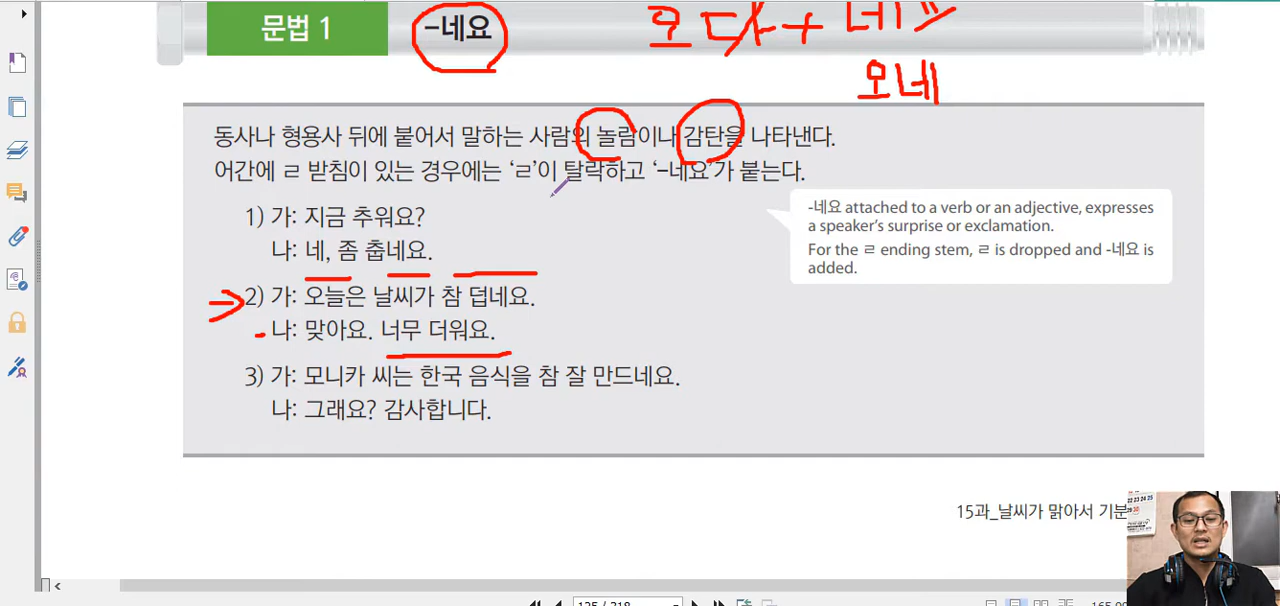 문법 1
-네요
오다 + 네요
오네
동사나 형용사 뒤에 붙어서 말하는 사람의 놀람이나 감탄을 나타낸다.
어간에 ㄹ 받침이 있는 경우에는 ‘ㄹ’이 탈락하고 ‘-네요’가 붙는다.
1) 가: 지금 추워요?
나: 네, 좀 춥네요.
2) 가: 오늘은 날씨가 참 덥네요.
나: 맞아요. 너무 더워요.
3) 가: 모니카 씨는 한국 음식을 참 잘 만드네요.
나: 그래요? 감사합니다.
-네요 attached to a verb or an adjective, expresses
a speaker's surprise or exclamation.
For the ㄹ ending stem, ㄹ is dropped and -네요 is
added.
15과_날씨가 맑아서 기분
125 / 218